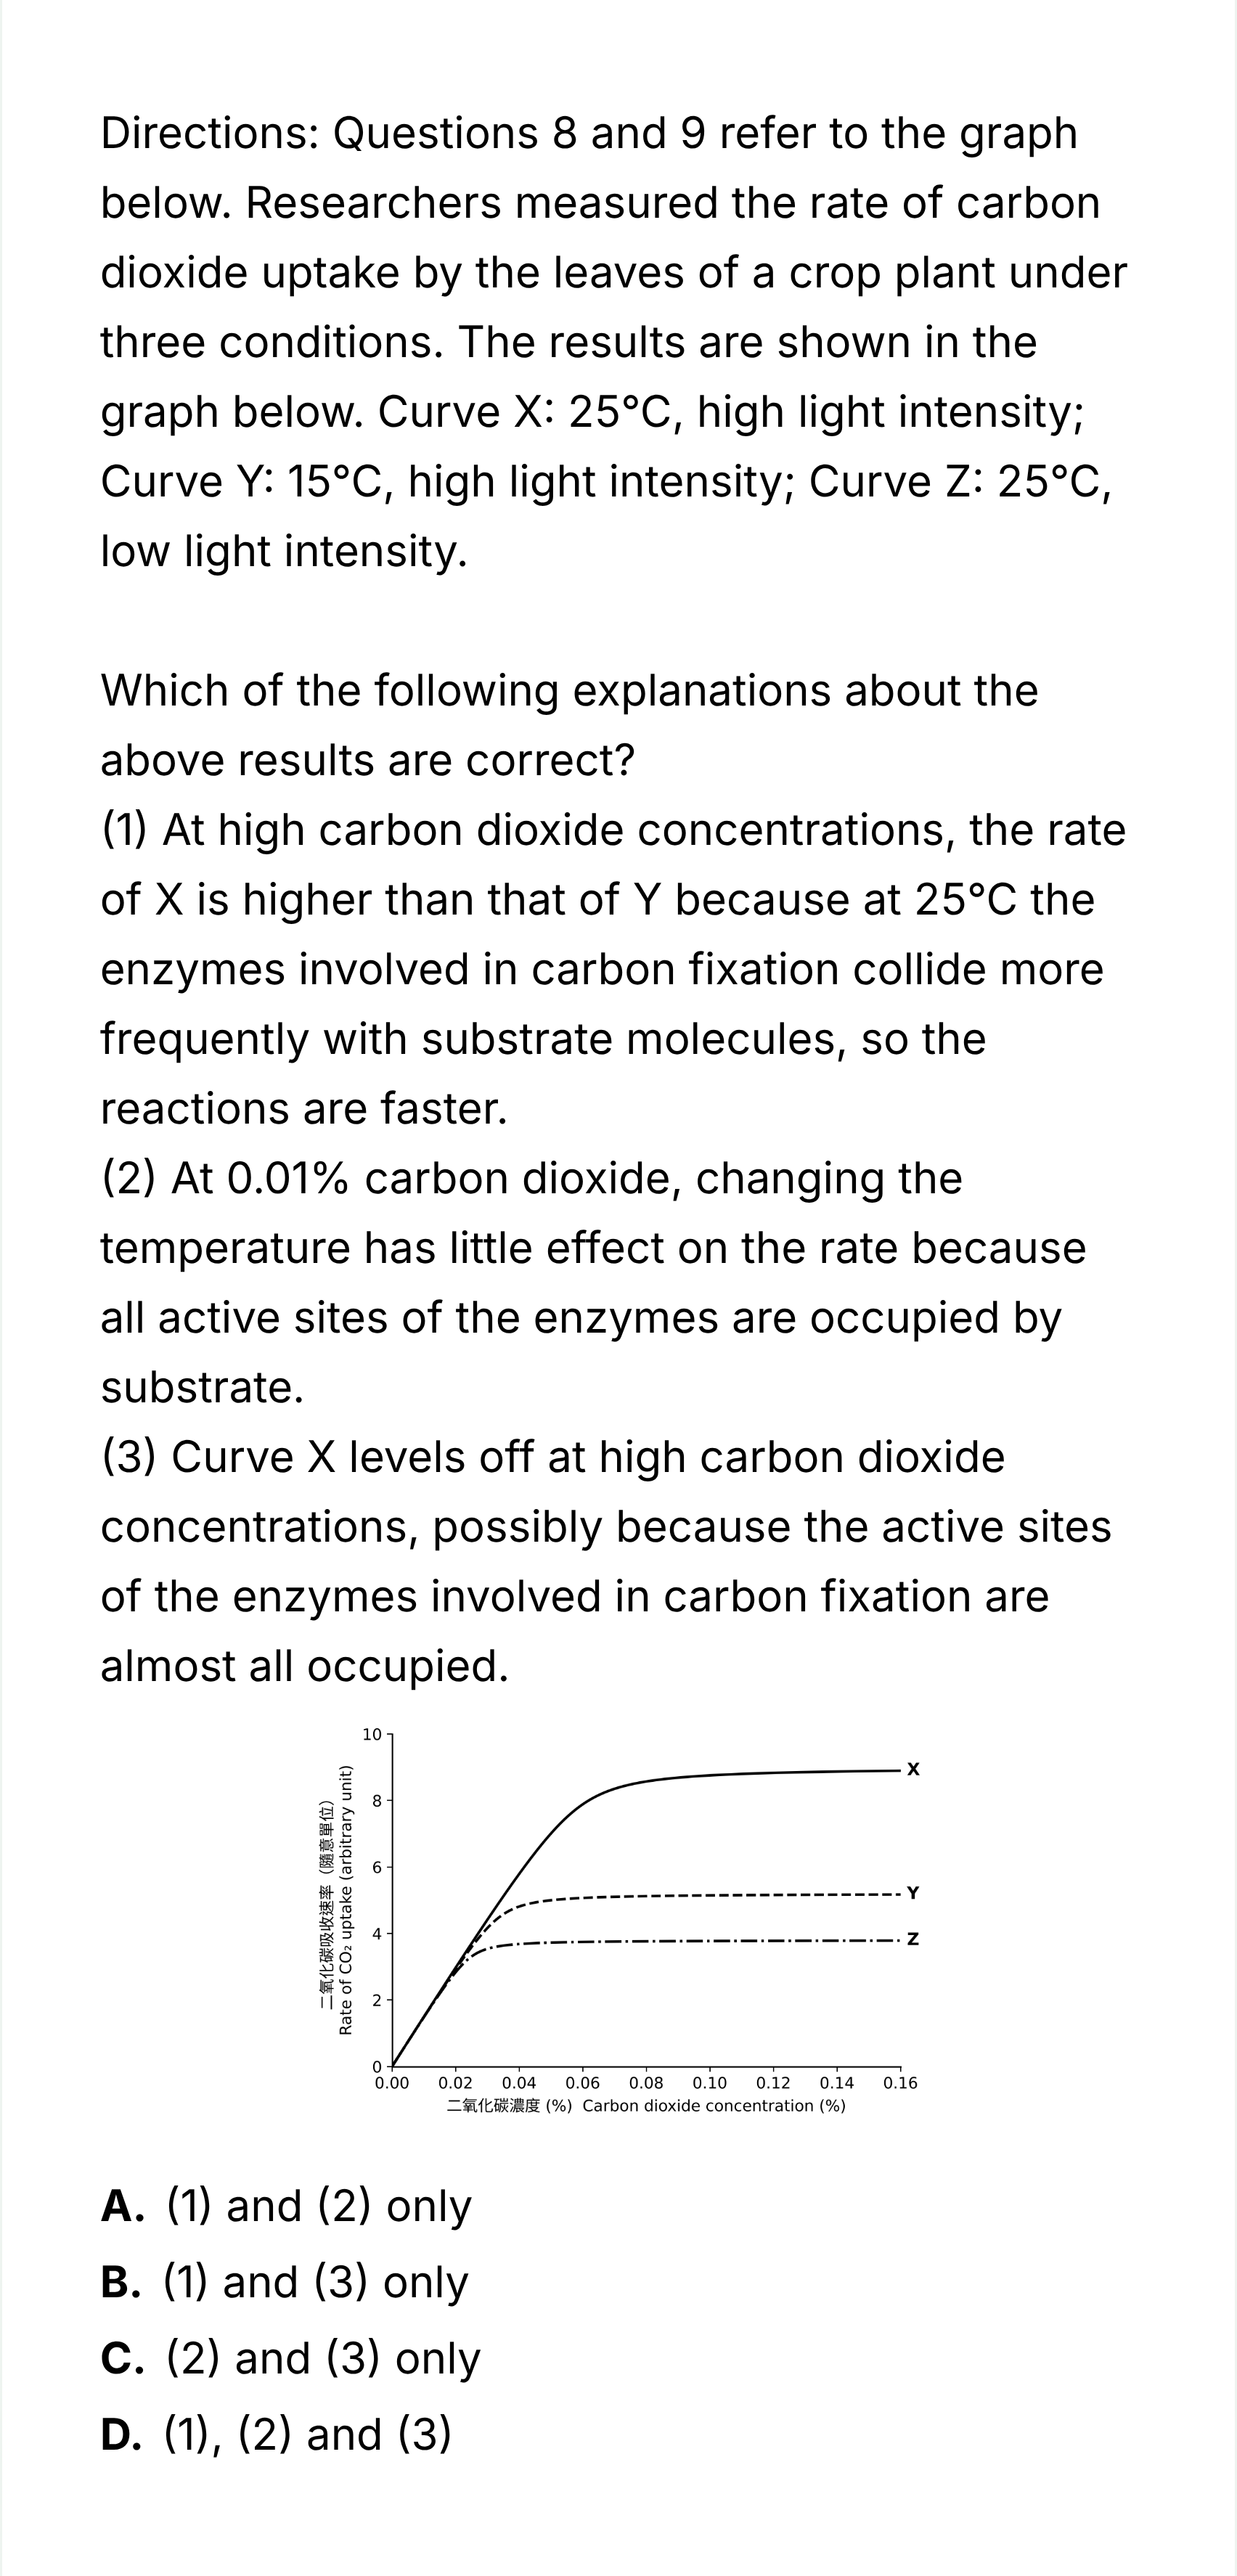 Directions: Questions 8 and 9 refer to the graph
below. Researchers measured the rate of carbon
dioxide uptake by the leaves of a crop plant under
three conditions. The results are shown in the
graph below. Curve X: 25°C, high light intensity;
Curve Y: 15°C, high light intensity; Curve Z: 25°C,
low light intensity.
Which of the following explanations about the
above results are correct?
(1) At high carbon dioxide concentrations, the rate
of X is higher than that of Y because at 25°C the
enzymes involved in carbon fixation collide more
frequently with substrate molecules, so the
reactions are faster.
(2) At 0.01% carbon dioxide, changing the
temperature has little effect on the rate because
all active sites of the enzymes are occupied by
substrate.
(3) Curve X levels off at high carbon dioxide
concentrations, possibly because the active sites
of the enzymes involved in carbon fixation are
almost all occupied.
二氧化碳吸收速率（隨意單位）
Rate of CO₂ uptake (arbitrary unit)
10
8
6
4
2
0
X
Y
Z
0.00 0.02 0.04 0.06 0.08 0.10 0.12 0.14 0.16
二氧化碳濃度 (%) Carbon dioxide concentration (%)
A. (1) and (2) only
B. (1) and (3) only
C. (2) and (3) only
D. (1), (2) and (3)